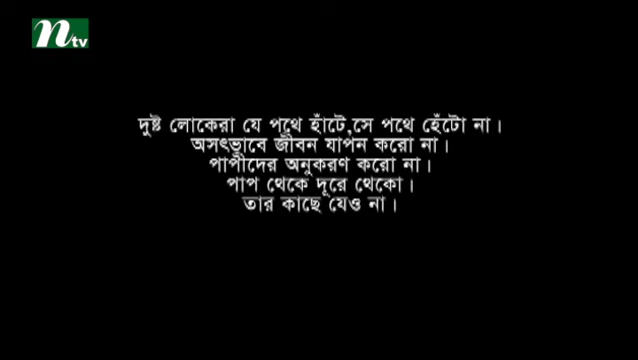 ntv
দুষ্ট লোকেরা যে পথে হাঁটে,সে পথে হেঁটো না।
অসৎভাবে জীবন যাপন করো না।
পাপীদের অনুকরণ করো না।
পাপ থেকে দূরে থেকো।
তার কাছে যেও না।